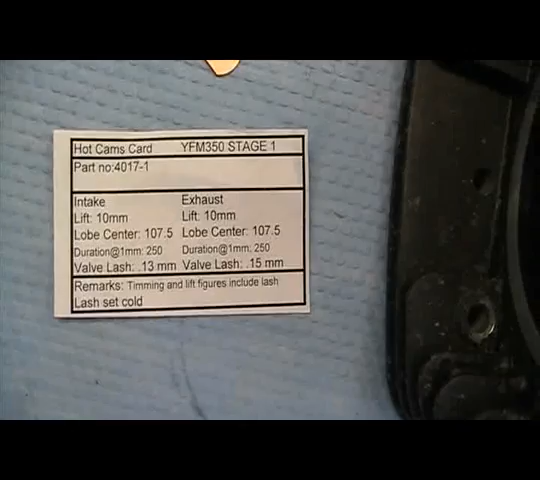 Hot Cams Card YFM350 STAGE 1
Part no:4017-1
Intake Exhaust
Lift: 10mm Lift: 10mm
Lobe Center: 107.5 Lobe Center: 107.5
Duration@1mm: 250 Duration@1mm: 250
Valve Lash: .13 mm Valve Lash: .15 mm
Remarks: Timming and lift figures include lash
Lash set cold